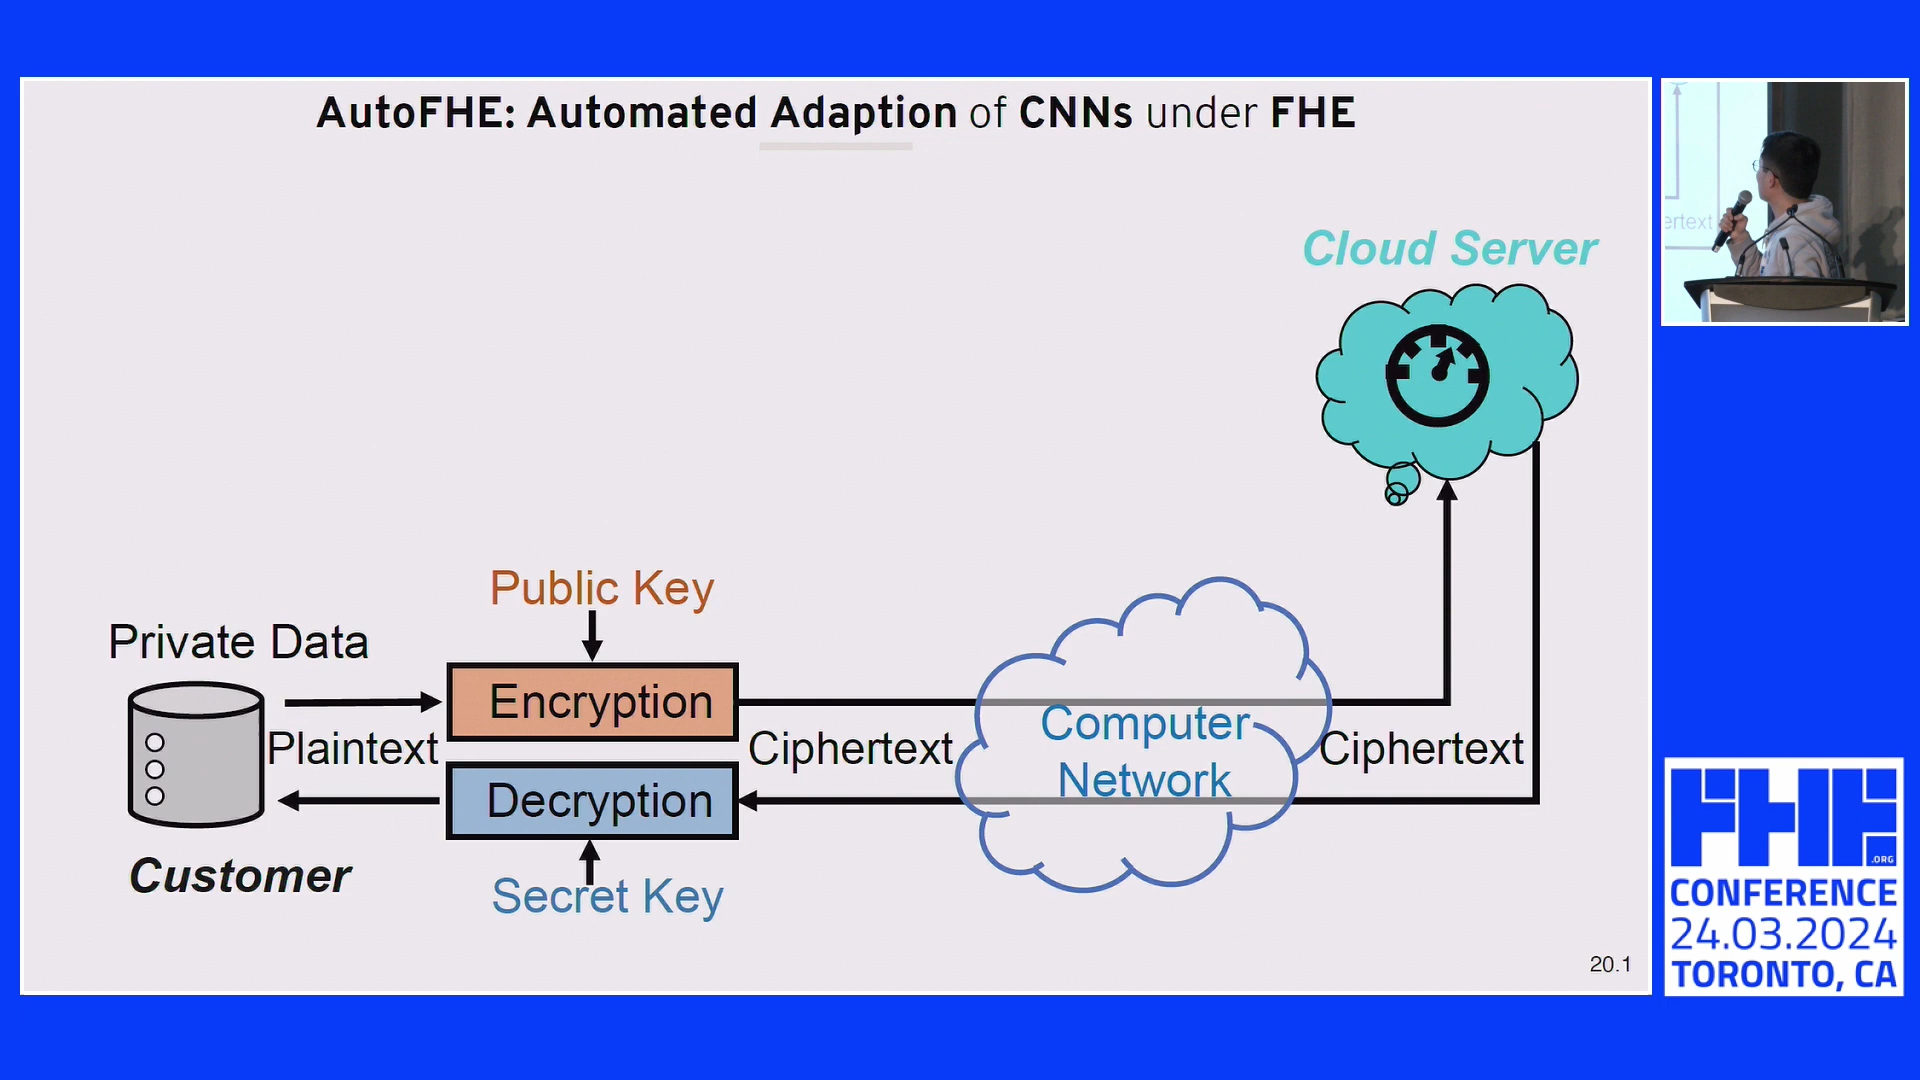 AutoFHE: Automated Adaption of CNNs under FHE
Cloud Server
Public Key
Private Data
Encryption
Plaintext
Ciphertext
Computer
Network
Ciphertext
Decryption
Customer
Secret Key
20.1
ertext
FHE
.ORG
CONFERENCE
24.03.2024
TORONTO, CA